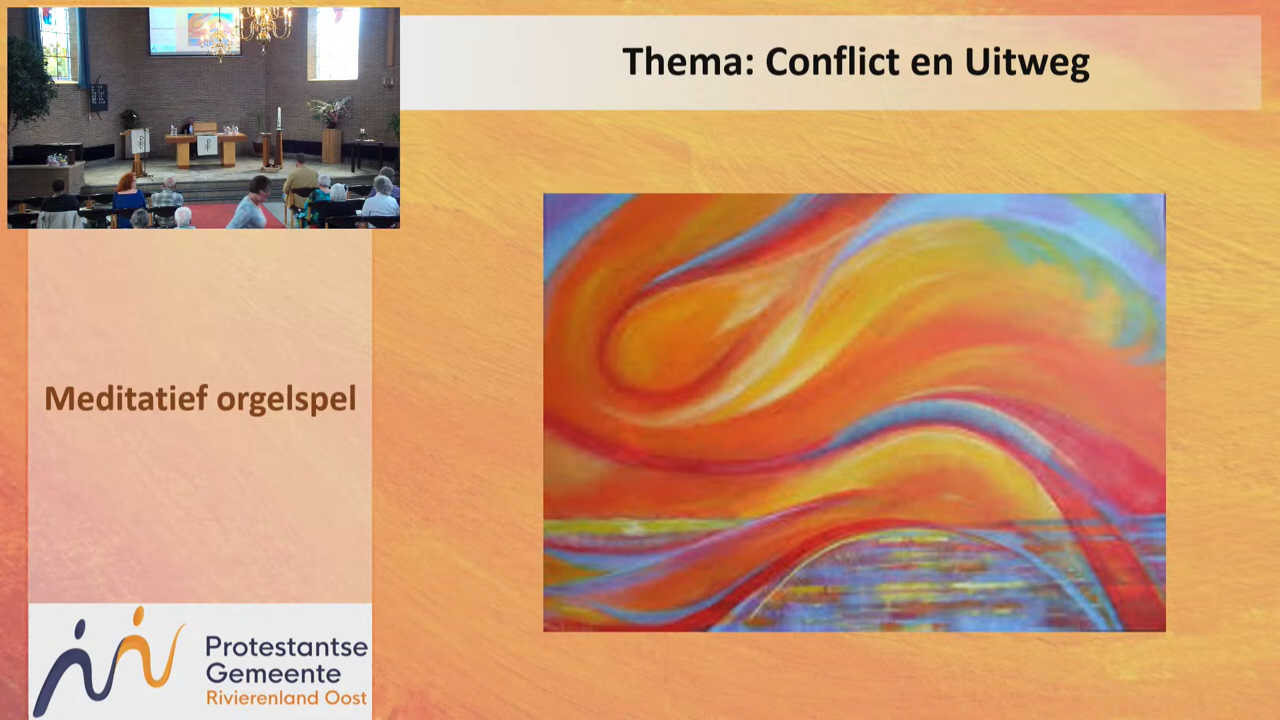 Thema: Conflict en Uitweg
Meditatief orgelspel
Protestantse
Gemeente
Rivierenland Oost